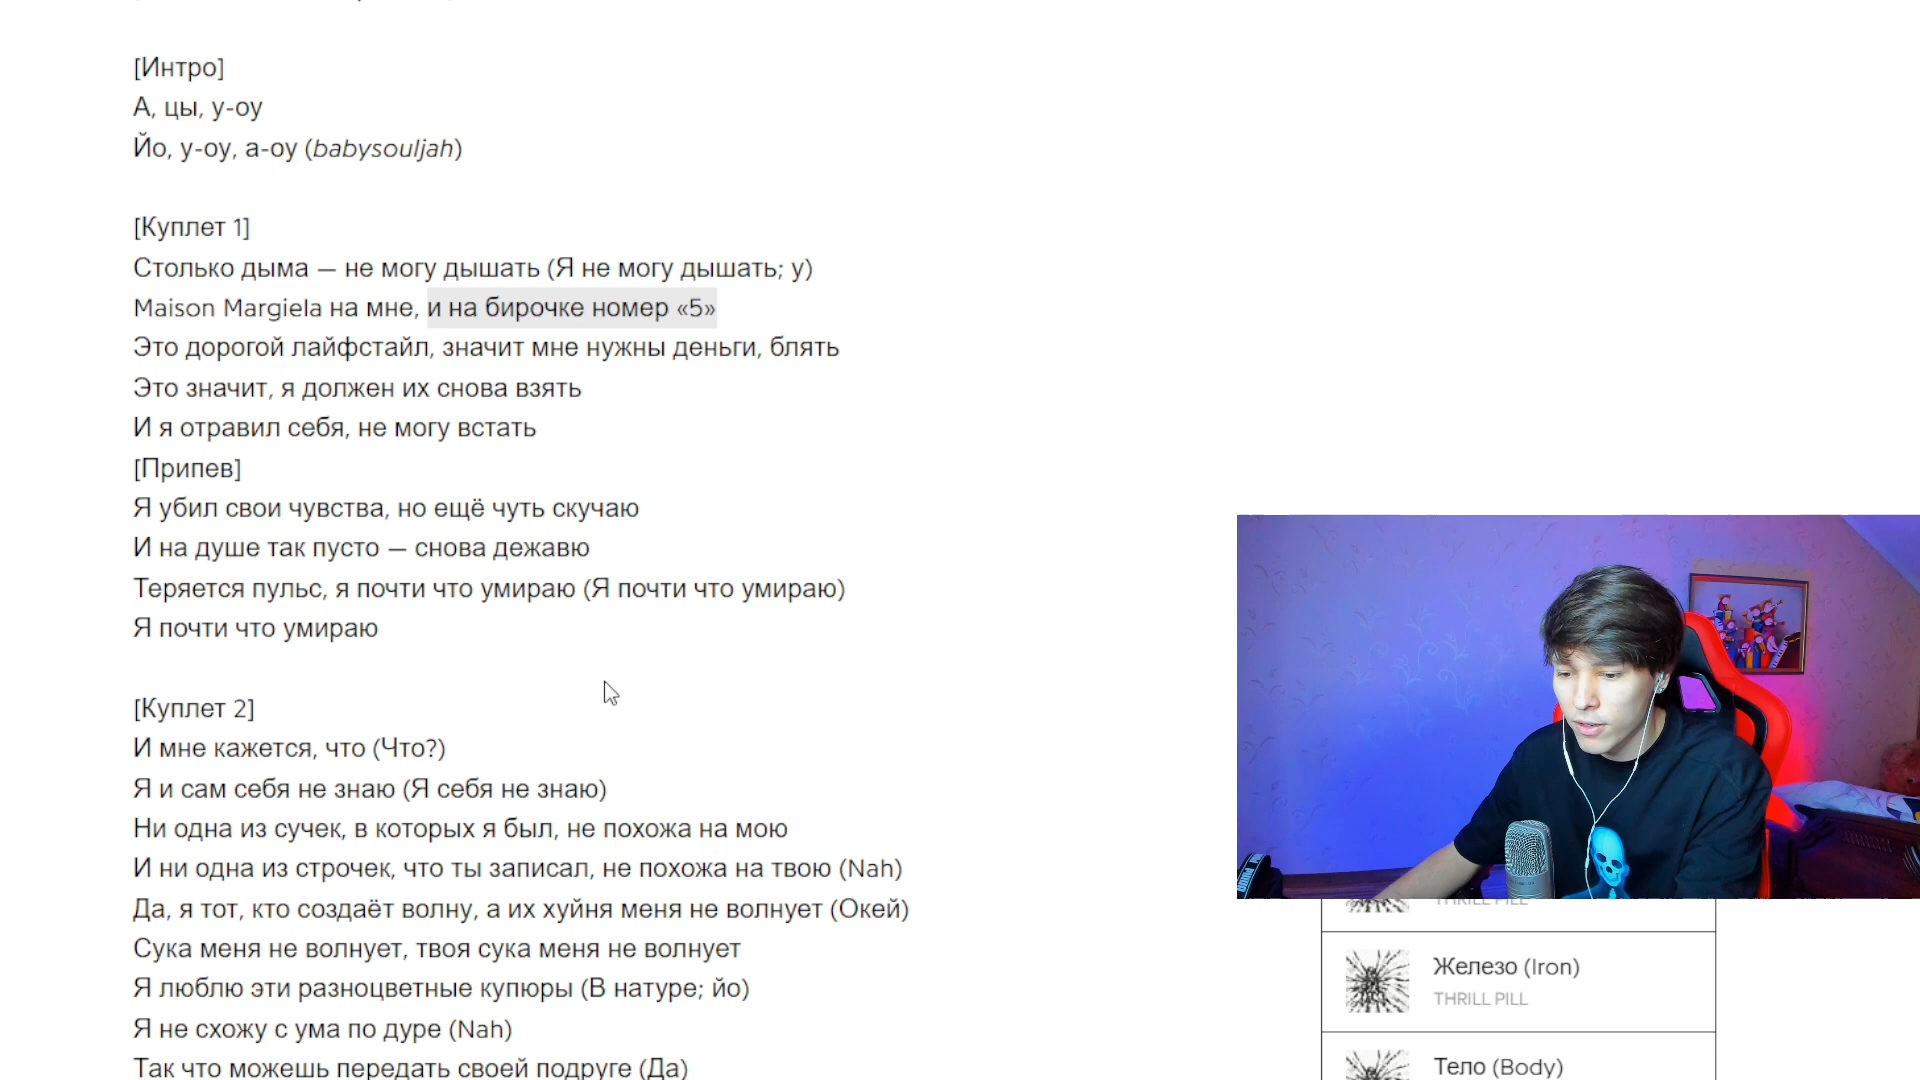 [Интро]
А, цы, у-оу
Йо, у-оу, а-оу (babysouljah)
[Куплет 1]
Столько дыма — не могу дышать (Я не могу дышать; у)
Maison Margiela на мне, и на бирочке номер «5»
Это дорогой лайфстайл, значит мне нужны деньги, блять
Это значит, я должен их снова взять
И я отравил себя, не могу встать
[Припев]
Я убил свои чувства, но ещё чуть скучаю
И на душе так пусто — снова дежавю
Теряется пульс, я почти что умираю (Я почти что умираю)
Я почти что умираю
[Куплет 2]
И мне кажется, что (Что?)
Я и сам себя не знаю (Я себя не знаю)
Ни одна из сучек, в которых я был, не похожа на мою
И ни одна из строчек, что ты записал, не похожа на твою (Nah)
Да, я тот, кто создаёт волну, а их хуйня меня не волнует (Окей)
Сука меня не волнует, твоя сука меня не волнует
Я люблю эти разноцветные купюры (В натуре; йо)
Я не схожу с ума по дуре (Nah)
Так что можешь передать своей подруге (Да)
THRILL PILL
Железо (Iron)
THRILL PILL
Тело (Body)